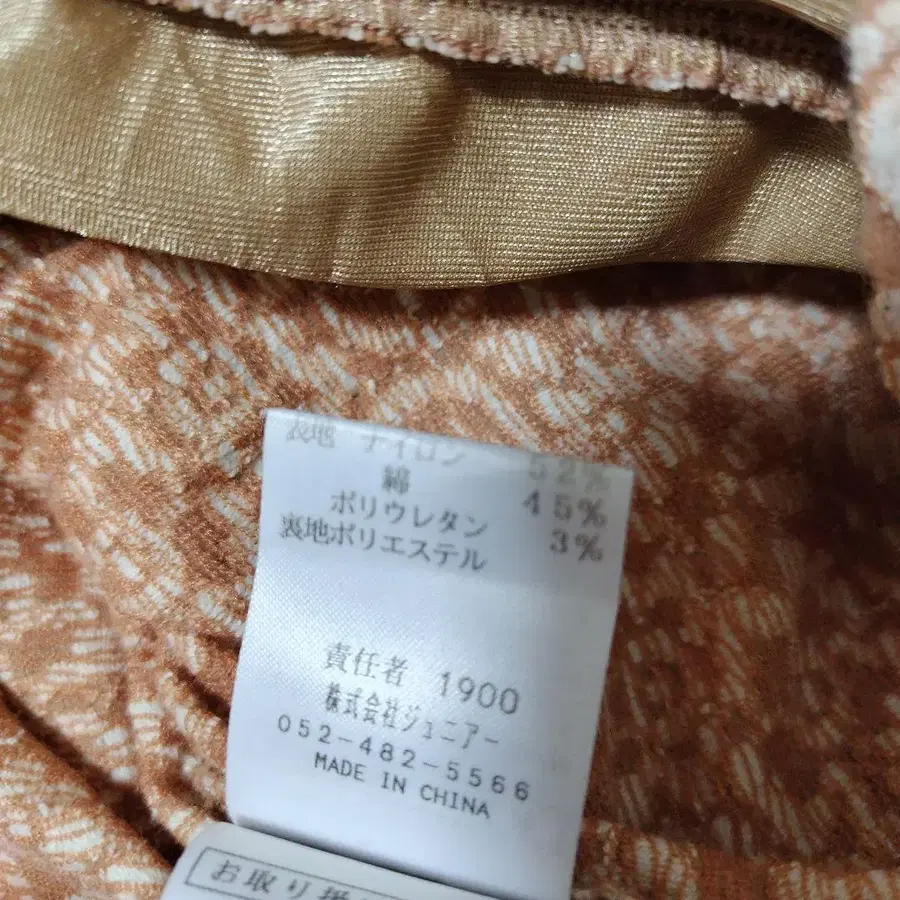 表地 ナイロン 52%
綿 45%
ポリウレタン 3%
裏地ポリエステル
責任者 1900
株式会社ジュニアー
052-482-5566
MADE IN CHINA
お取り扱